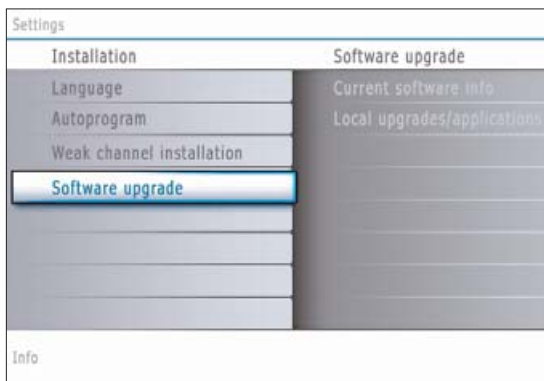 Settings
Installation
Software upgrade
Language
Current software info
Autoprogram
Local upgrades/applications
Weak channel installation
Software upgrade
Info